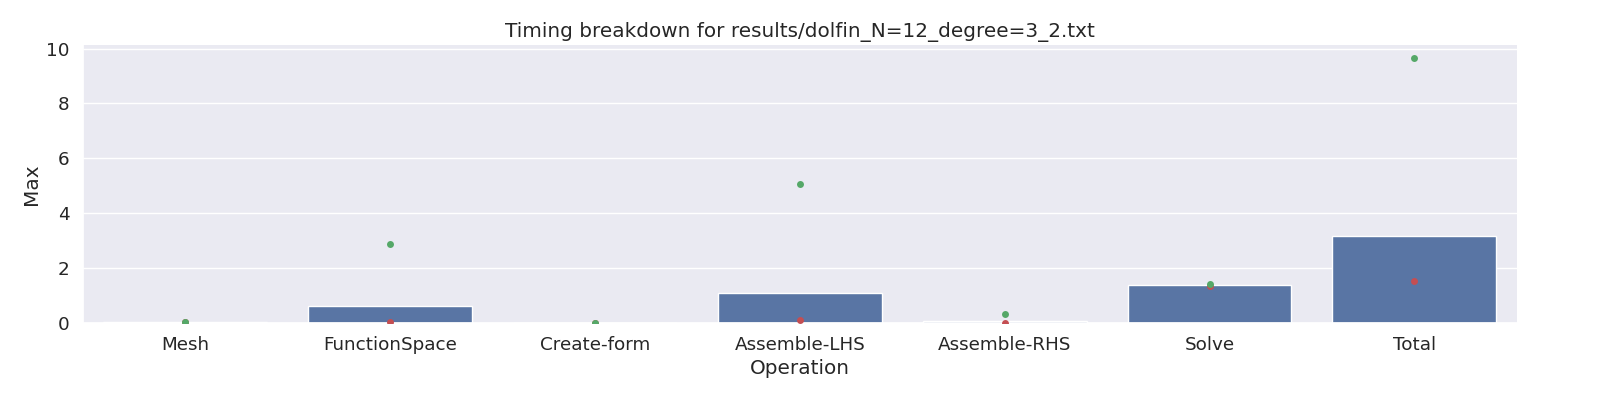 Timing breakdown for results/dolfin_N=12_degree=3_2.txt
10
8
6
4
2
0
Max
Mesh FunctionSpace Create-form Assemble-LHS Assemble-RHS Solve Total
Operation